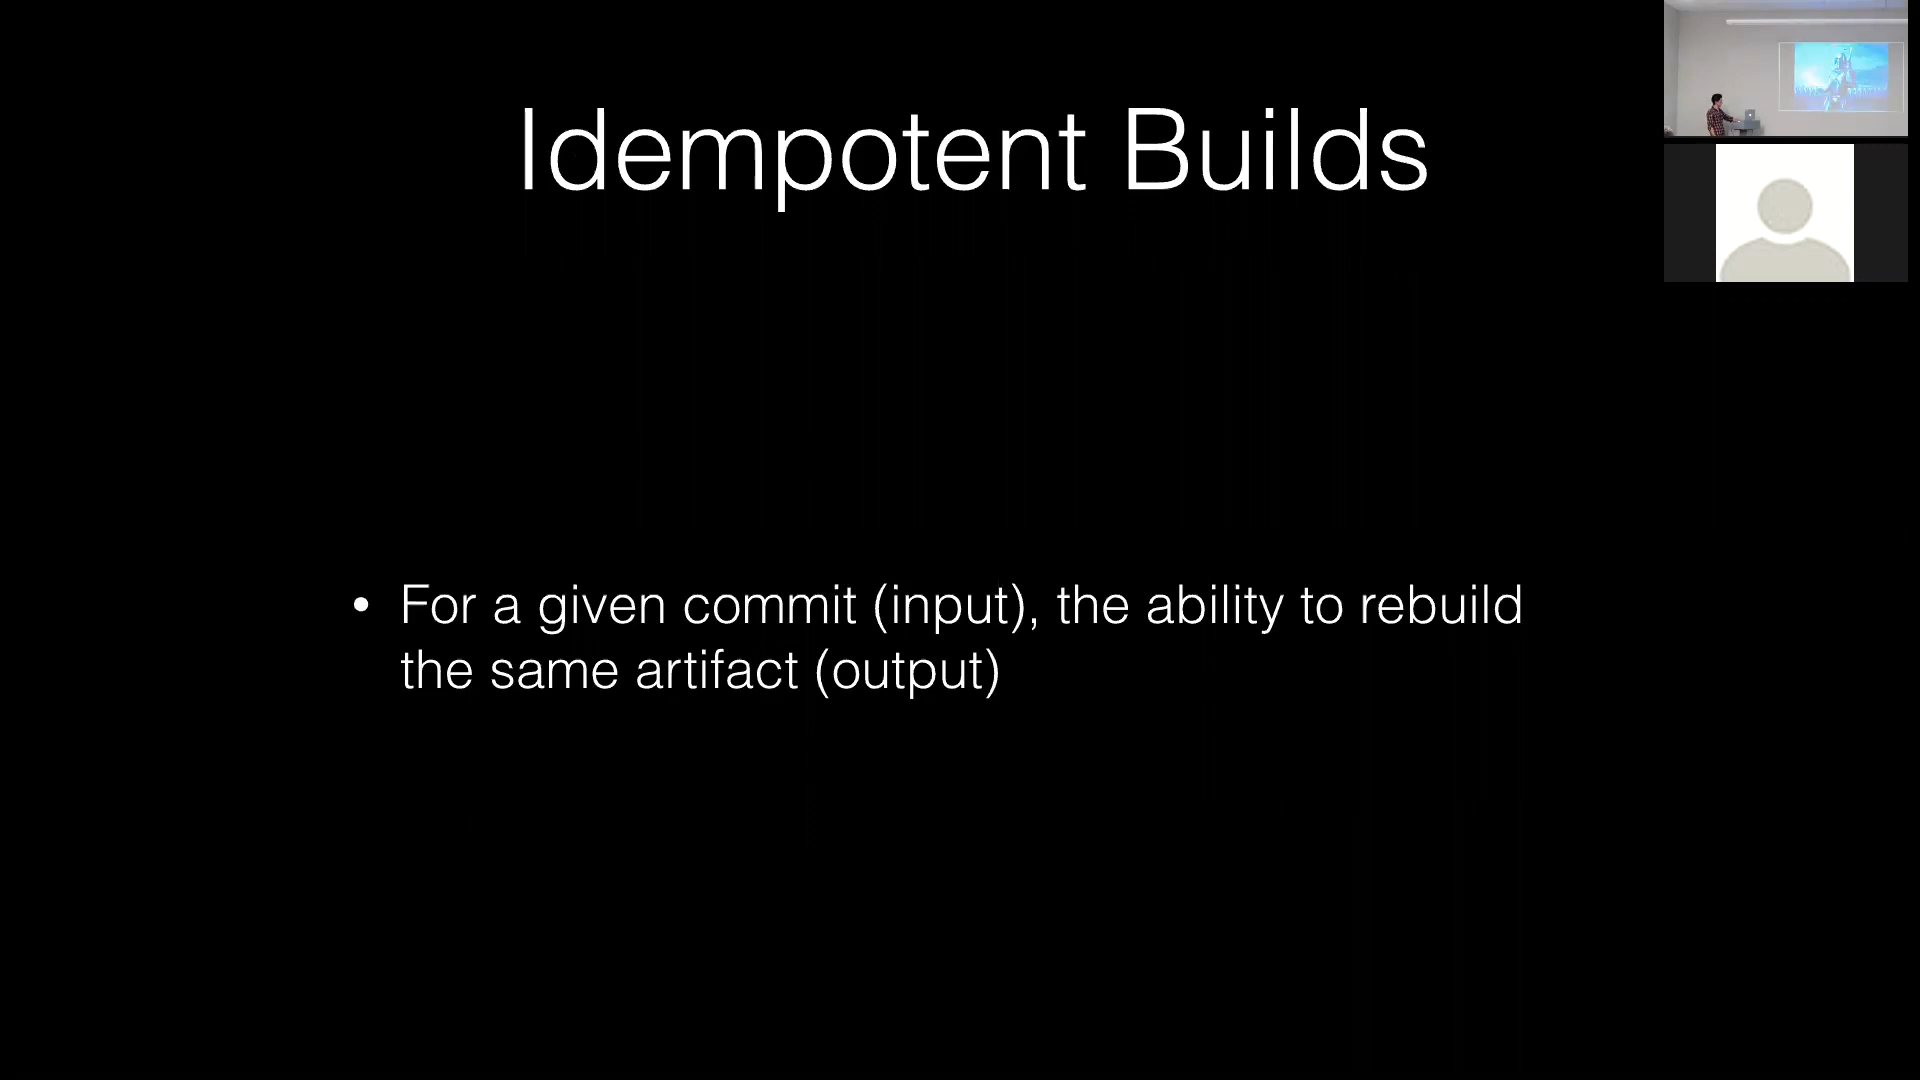 Idempotent Builds
• For a given commit (input), the ability to rebuild
the same artifact (output)